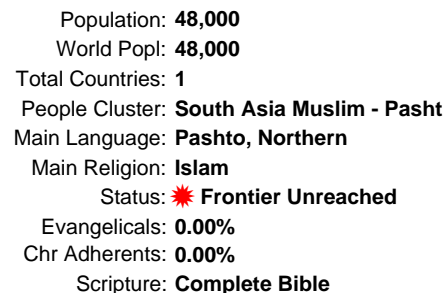 Population: 48,000
World Popl: 48,000
Total Countries: 1
People Cluster: South Asia Muslim - Pasht
Main Language: Pashto, Northern
Main Religion: Islam
Status: Frontier Unreached
Evangelicals: 0.00%
Chr Adherents: 0.00%
Scripture: Complete Bible